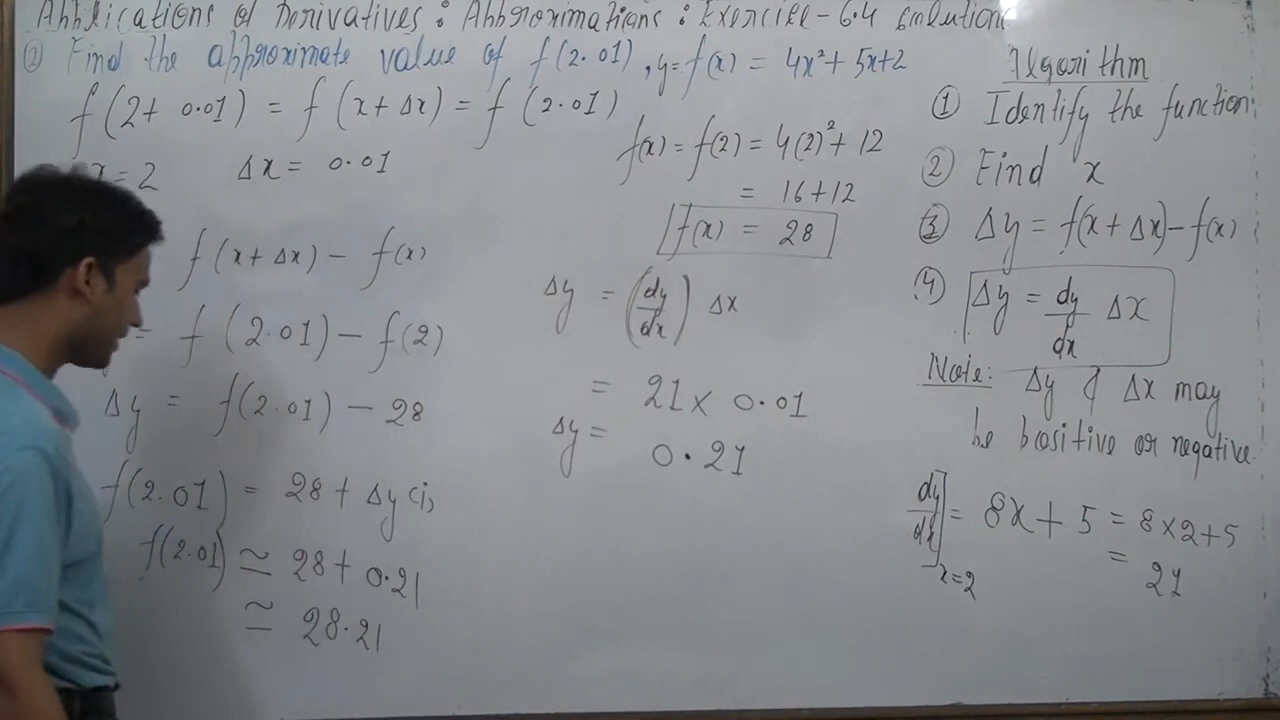 Applications of Derivatives : Approximations : Exercise - 6.4 Solutions
② Find the approximate value of f(2.01), y = f(x) = 4x² + 5x + 2
f(2 + 0.01) = f(x + Δx) = f(2.01)
x = 2 Δx = 0.01
f(x + Δx) - f(x)
= f(2.01) - f(2)
Δy = f(2.01) - 28
f(2.01) = 28 + Δy
f(2.01) ≃ 28 + 0.21
≃ 28.21
f(x) = f(2) = 4(2)² + 12
= 16 + 12
f(x) = 28
Δy = (dy/dx) Δx
= 21 × 0.01
Δy = 0.21
Algorithm
① Identify the function.
② Find x
③ Δy = f(x + Δx) - f(x)
④ Δy = dy/dx Δx
Note: Δy & Δx may
be positive or negative.
dy/dx]x=2 = 8x + 5 = 8×2+5
= 21